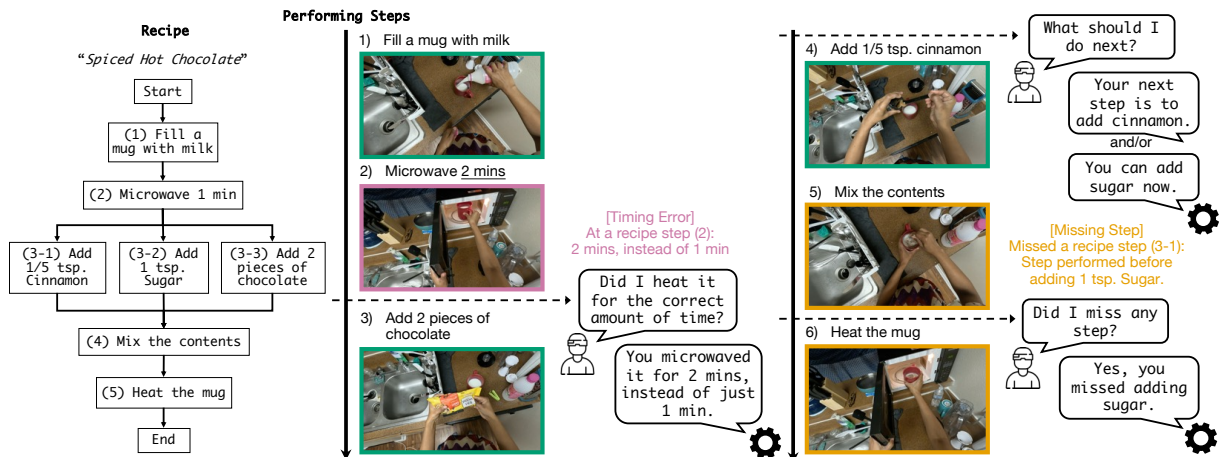 Recipe
"Spiced Hot Chocolate"
Start
(1) Fill a
mug with milk
(2) Microwave 1 min
(3-1) Add
1/5 tsp.
Cinnamon
(3-2) Add
1 tsp.
Sugar
(3-3) Add 2
pieces of
chocolate
(4) Mix the contents
(5) Heat the mug
End
Performing Steps
1) Fill a mug with milk
2) Microwave 2 mins
[Timing Error]
At a recipe step (2):
2 mins, instead of 1 min
Did I heat it
for the correct
amount of time?
3) Add 2 pieces of
chocolate
You microwaved
it for 2 mins,
instead of just
1 min.
4) Add 1/5 tsp. cinnamon
What should I
do next?
Your next
step is to
add cinnamon.
and/or
You can add
sugar now.
5) Mix the contents
[Missing Step]
Missed a recipe step (3-1):
Step performed before
adding 1 tsp. Sugar.
Did I miss any
step?
6) Heat the mug
Yes, you
missed adding
sugar.